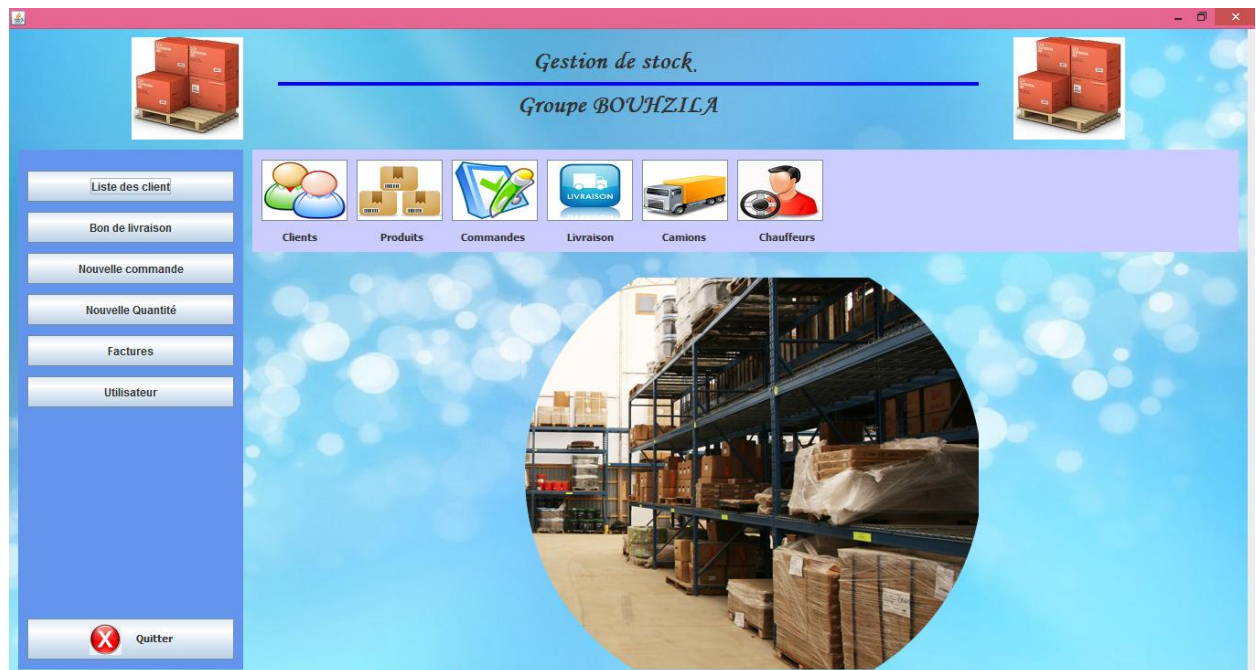 Gestion de stock.
Groupe BOUHZILA
Liste des client
Bon de livraison
Nouvelle commande
Nouvelle Quantité
Factures
Utilisateur
Quitter
LIVRAISON
Clients
Produits
Commandes
Livraison
Camions
Chauffeurs